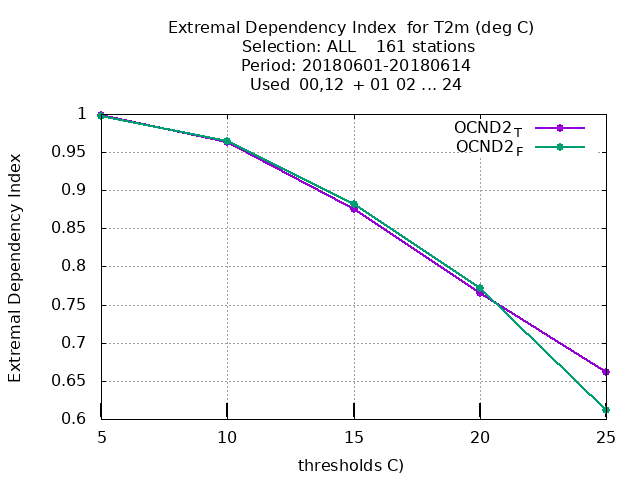 Extremal Dependency Index  for T2m (deg C)
Selection: ALL    161 stations
Period: 20180601-20180614
Used  00,12  + 01 02 ... 24
OCND2T
OCND2F
Extremal Dependency Index
1
0.95
0.9
0.85
0.8
0.75
0.7
0.65
0.6
5 10 15 20 25
thresholds C)